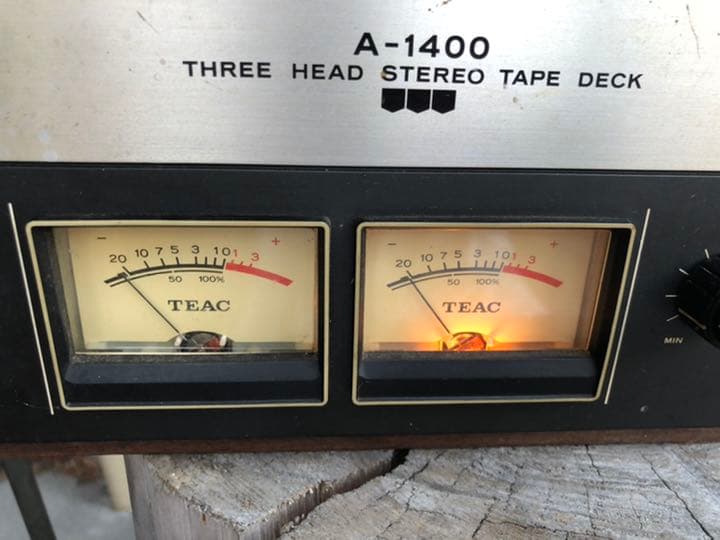 A-1400
THREE HEAD STEREO TAPE DECK
- +
20 10 7 5 3 1 0 1 3
50 100%
TEAC
- +
20 10 7 5 3 1 0 1 3
50 100%
TEAC
MIN